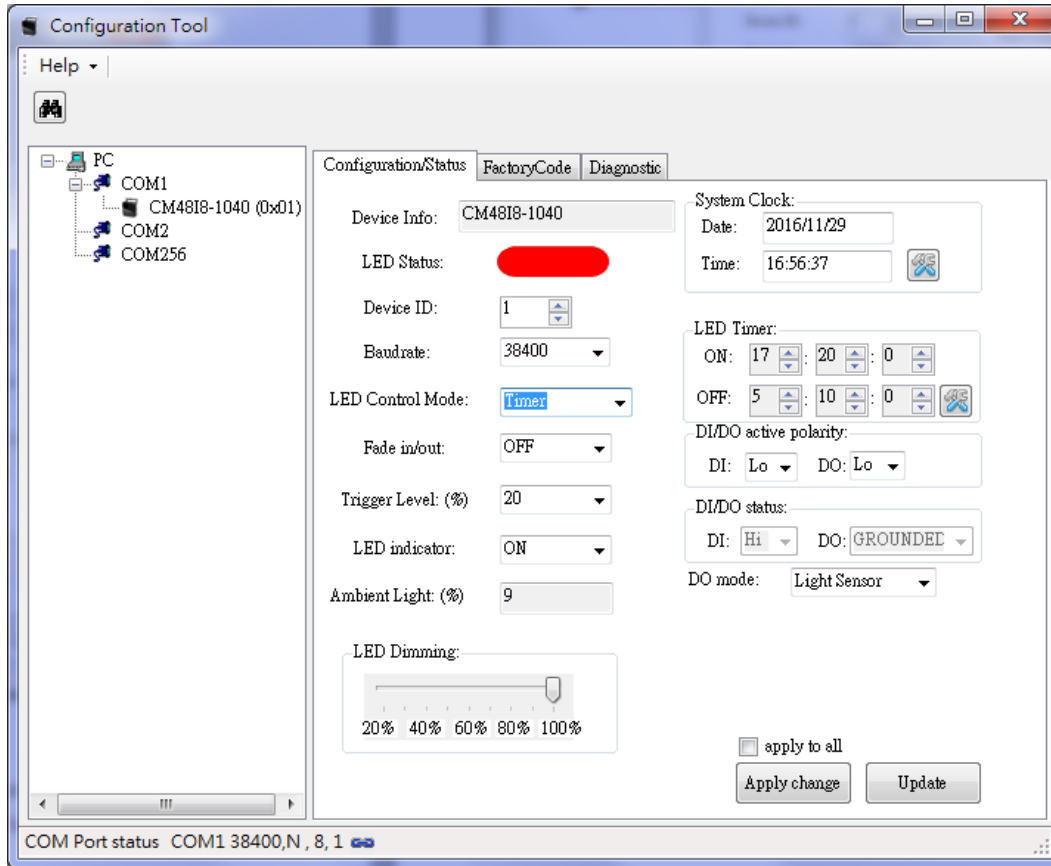 Configuration Tool
Help
PC
COM1
CM48I8-1040 (0x01)
COM2
COM256
Configuration/Status FactoryCode Diagnostic
Device Info: CM48I8-1040
LED Status:
Device ID: 1
Baudrate: 38400
LED Control Mode: Timer
Fade in/out: OFF
Trigger Level: (%) 20
LED indicator: ON
Ambient Light: (%) 9
LED Dimming:
20% 40% 60% 80% 100%
System Clock:
Date: 2016/11/29
Time: 16:56:37
LED Timer:
ON: 17 : 20 : 0
OFF: 5 : 10 : 0
DI/DO active polarity:
DI: Lo DO: Lo
DI/DO status:
DI: Hi DO: GROUNDED
DO mode: Light Sensor
apply to all
Apply change Update
COM Port status COM1 38400,N , 8, 1